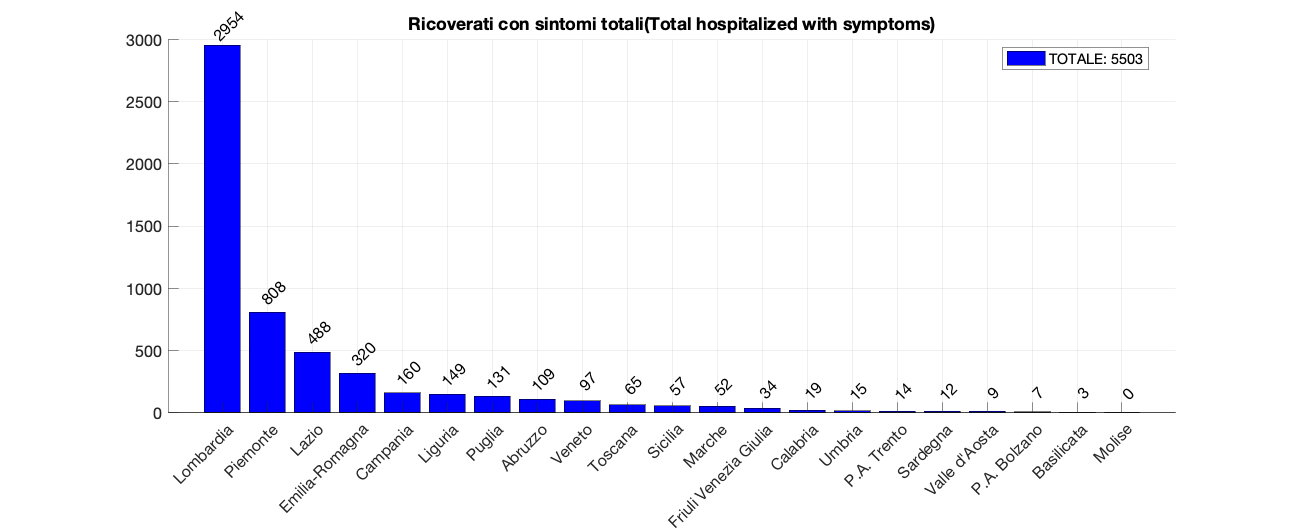 Ricoverati con sintomi totali(Total hospitalized with symptoms)
TOTALE: 5503
3000
2500
2000
1500
1000
500
0
2954
808
488
320
160
149
131
109
97
65
57
52
34
19
15
14
12
9
7
3
0
Lombardia
Piemonte
Lazio
Emilia-Romagna
Campania
Liguria
Puglia
Abruzzo
Veneto
Toscana
Sicilia
Marche
Friuli Venezia Giulia
Calabria
Umbria
P.A. Trento
Sardegna
Valle d'Aosta
P.A. Bolzano
Basilicata
Molise